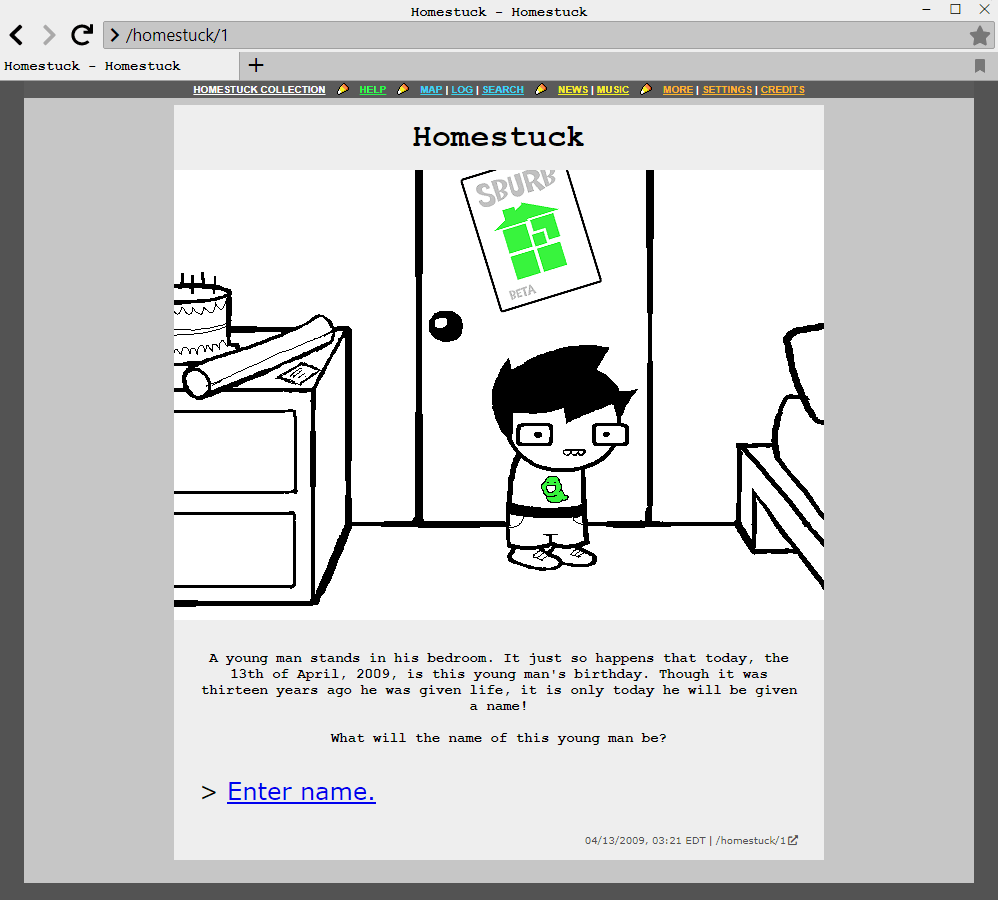 Homestuck - Homestuck
/homestuck/1
Homestuck - Homestuck
HOMESTUCK COLLECTION HELP MAP | LOG | SEARCH NEWS | MUSIC MORE | SETTINGS | CREDITS
Homestuck
SBURB
BETA
A young man stands in his bedroom. It just so happens that today, the
13th of April, 2009, is this young man's birthday. Though it was
thirteen years ago he was given life, it is only today he will be given
a name!
What will the name of this young man be?
> Enter name.
04/13/2009, 03:21 EDT | /homestuck/1